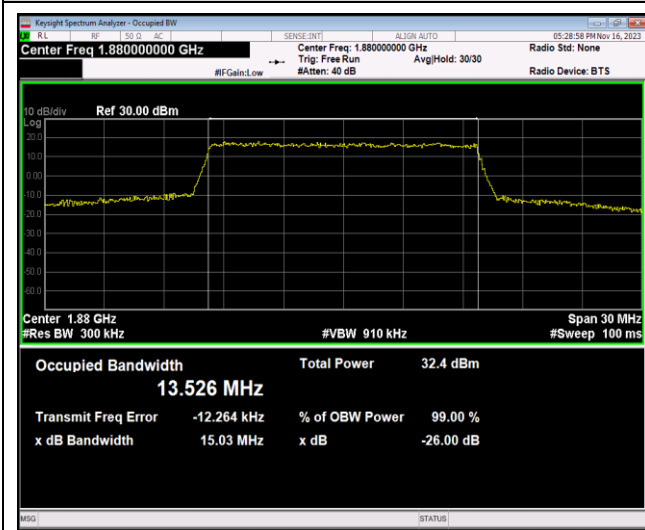 Keysight Spectrum Analyzer - Occupied BW
RL RF 50 Ω AC SENSE:INT ALIGN AUTO 05:28:58 PM Nov 16, 2023
Center Freq 1.880000000 GHz Center Freq: 1.880000000 GHz Radio Std: None
Trig: Free Run Avg|Hold: 30/30
#IFGain:Low #Atten: 40 dB Radio Device: BTS
10 dB/div Ref 30.00 dBm
Log
20.0
10.0
0.00
-10.0
-20.0
-30.0
-40.0
-50.0
-60.0
Center 1.88 GHz Span 30 MHz
#Res BW 300 kHz #VBW 910 kHz #Sweep 100 ms
Occupied Bandwidth Total Power 32.4 dBm
13.526 MHz
Transmit Freq Error -12.264 kHz % of OBW Power 99.00 %
x dB Bandwidth 15.03 MHz x dB -26.00 dB
MSG STATUS